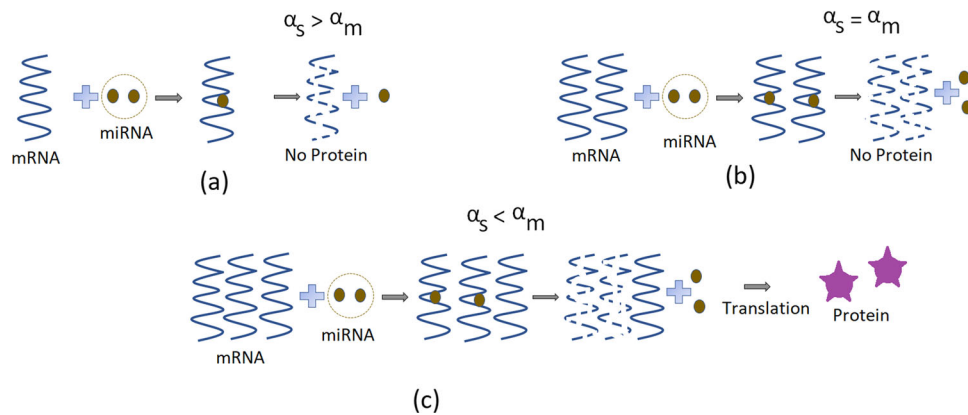 αs > αm
mRNA
miRNA
No Protein
(a)
αs = αm
mRNA
miRNA
No Protein
(b)
αs < αm
mRNA
miRNA
Translation
Protein
(c)